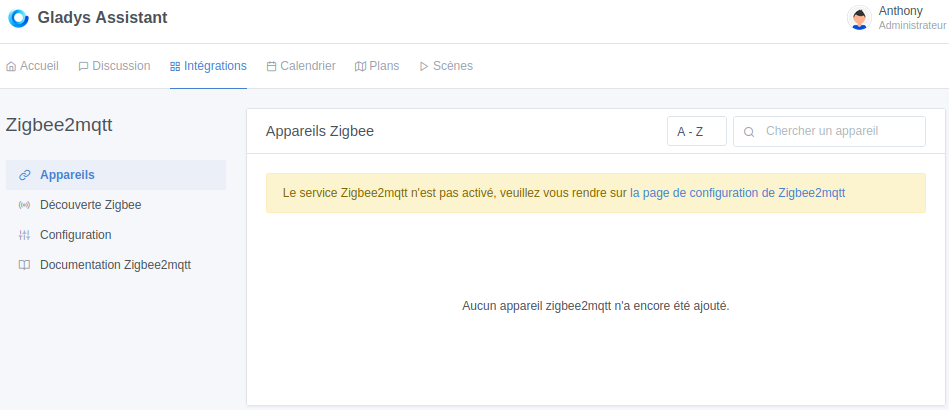 Gladys Assistant
Anthony
Administrateur
Accueil
Discussion
Intégrations
Calendrier
Plans
Scènes
Zigbee2mqtt
Appareils
Découverte Zigbee
Configuration
Documentation Zigbee2mqtt
Appareils Zigbee
A - Z
Chercher un appareil
Le service Zigbee2mqtt n'est pas activé, veuillez vous rendre sur la page de configuration de Zigbee2mqtt
Aucun appareil zigbee2mqtt n'a encore été ajouté.